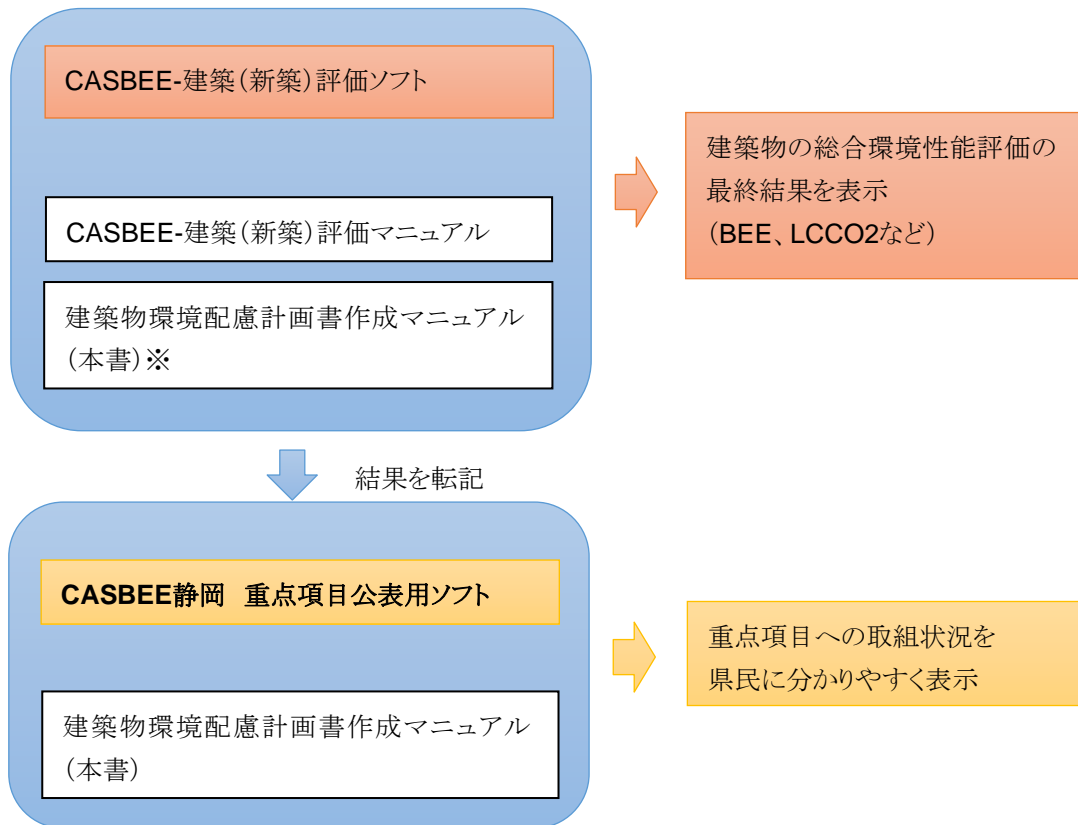 CASBEE-建築(新築)評価ソフト
建築物の総合環境性能評価の
最終結果を表示
(BEE、LCCO2など)
CASBEE-建築(新築)評価マニュアル
建築物環境配慮計画書作成マニュアル
(本書)※
結果を転記
CASBEE静岡　重点項目公表用ソフト
重点項目への取組状況を
県民に分かりやすく表示
建築物環境配慮計画書作成マニュアル
(本書)